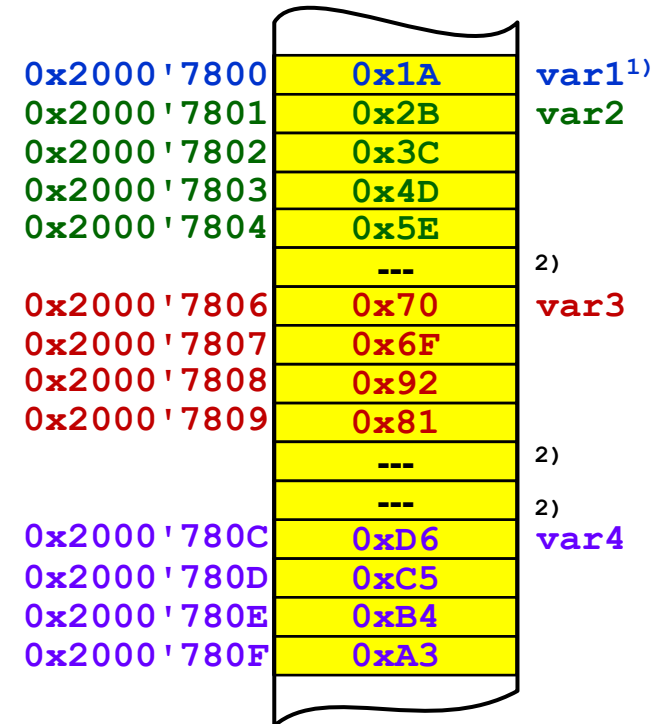 0x2000'7800 0x1A var1¹⁾
0x2000'7801 0x2B var2
0x2000'7802 0x3C
0x2000'7803 0x4D
0x2000'7804 0x5E
--- 2)
0x2000'7806 0x70 var3
0x2000'7807 0x6F
0x2000'7808 0x92
0x2000'7809 0x81
--- 2)
--- 2)
0x2000'780C 0xD6 var4
0x2000'780D 0xC5
0x2000'780E 0xB4
0x2000'780F 0xA3